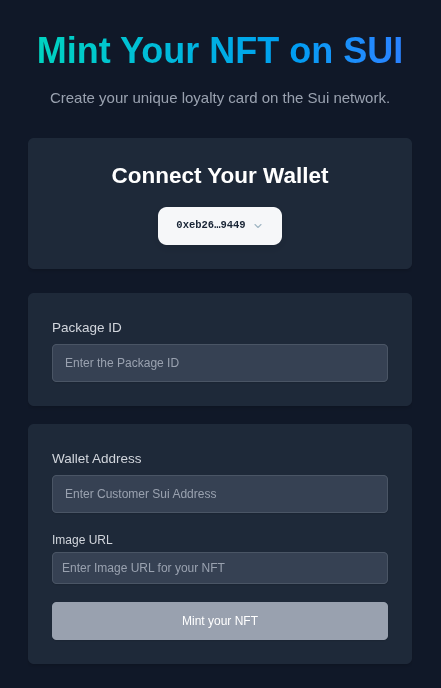 Mint Your NFT on SUI
Create your unique loyalty card on the Sui network.
Connect Your Wallet
0xeb26…9449
Package ID
Enter the Package ID
Wallet Address
Enter Customer Sui Address
Image URL
Enter Image URL for your NFT
Mint your NFT